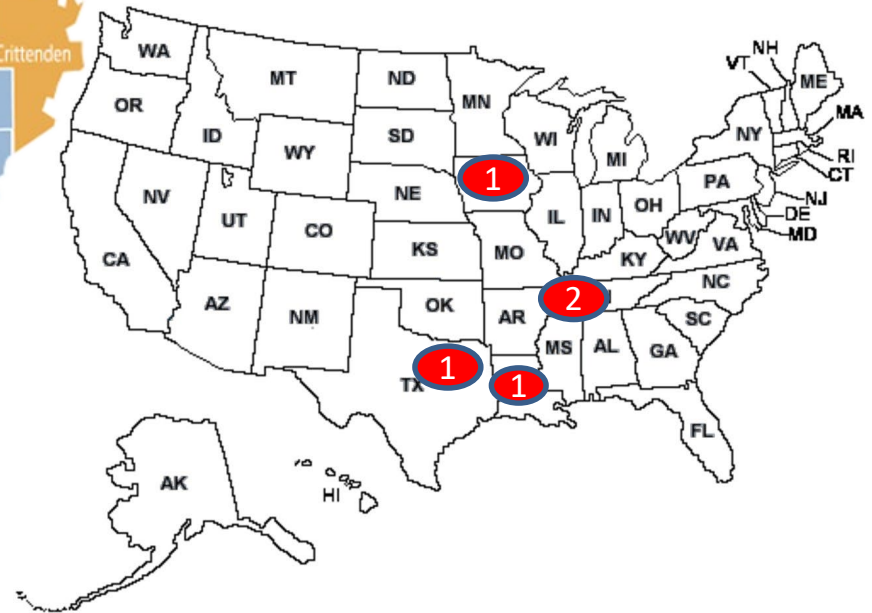 Crittenden
WA
MT
ND
MN
OR
ID
SD
WY
WI
MI
NH
VT
ME
NY
MA
RI
CT
PA
NJ
DE
MD
1
NE
NV
UT
CO
KS
MO
IL
IN
OH
WV
VA
KY
CA
AZ
NM
OK
AR
2
NC
SC
MS
AL
GA
TX
1
1
FL
AK
HI